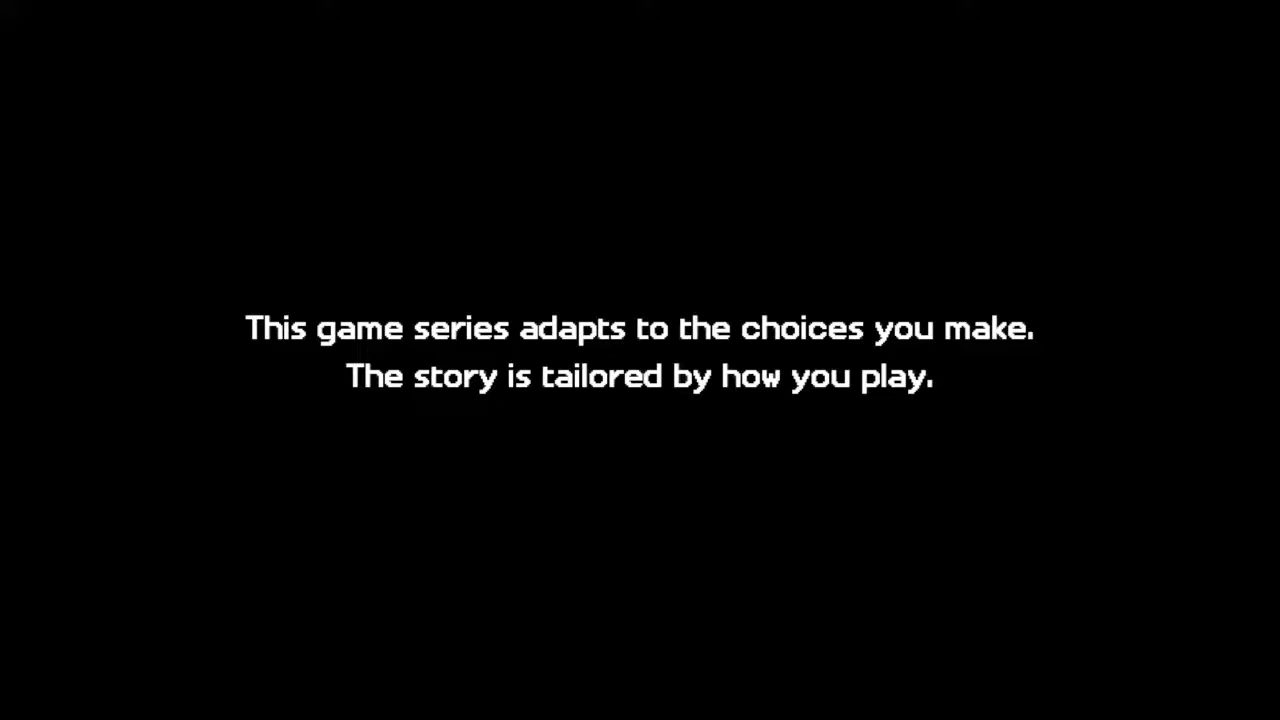 This game series adapts to the choices you make.
The story is tailored by how you play.